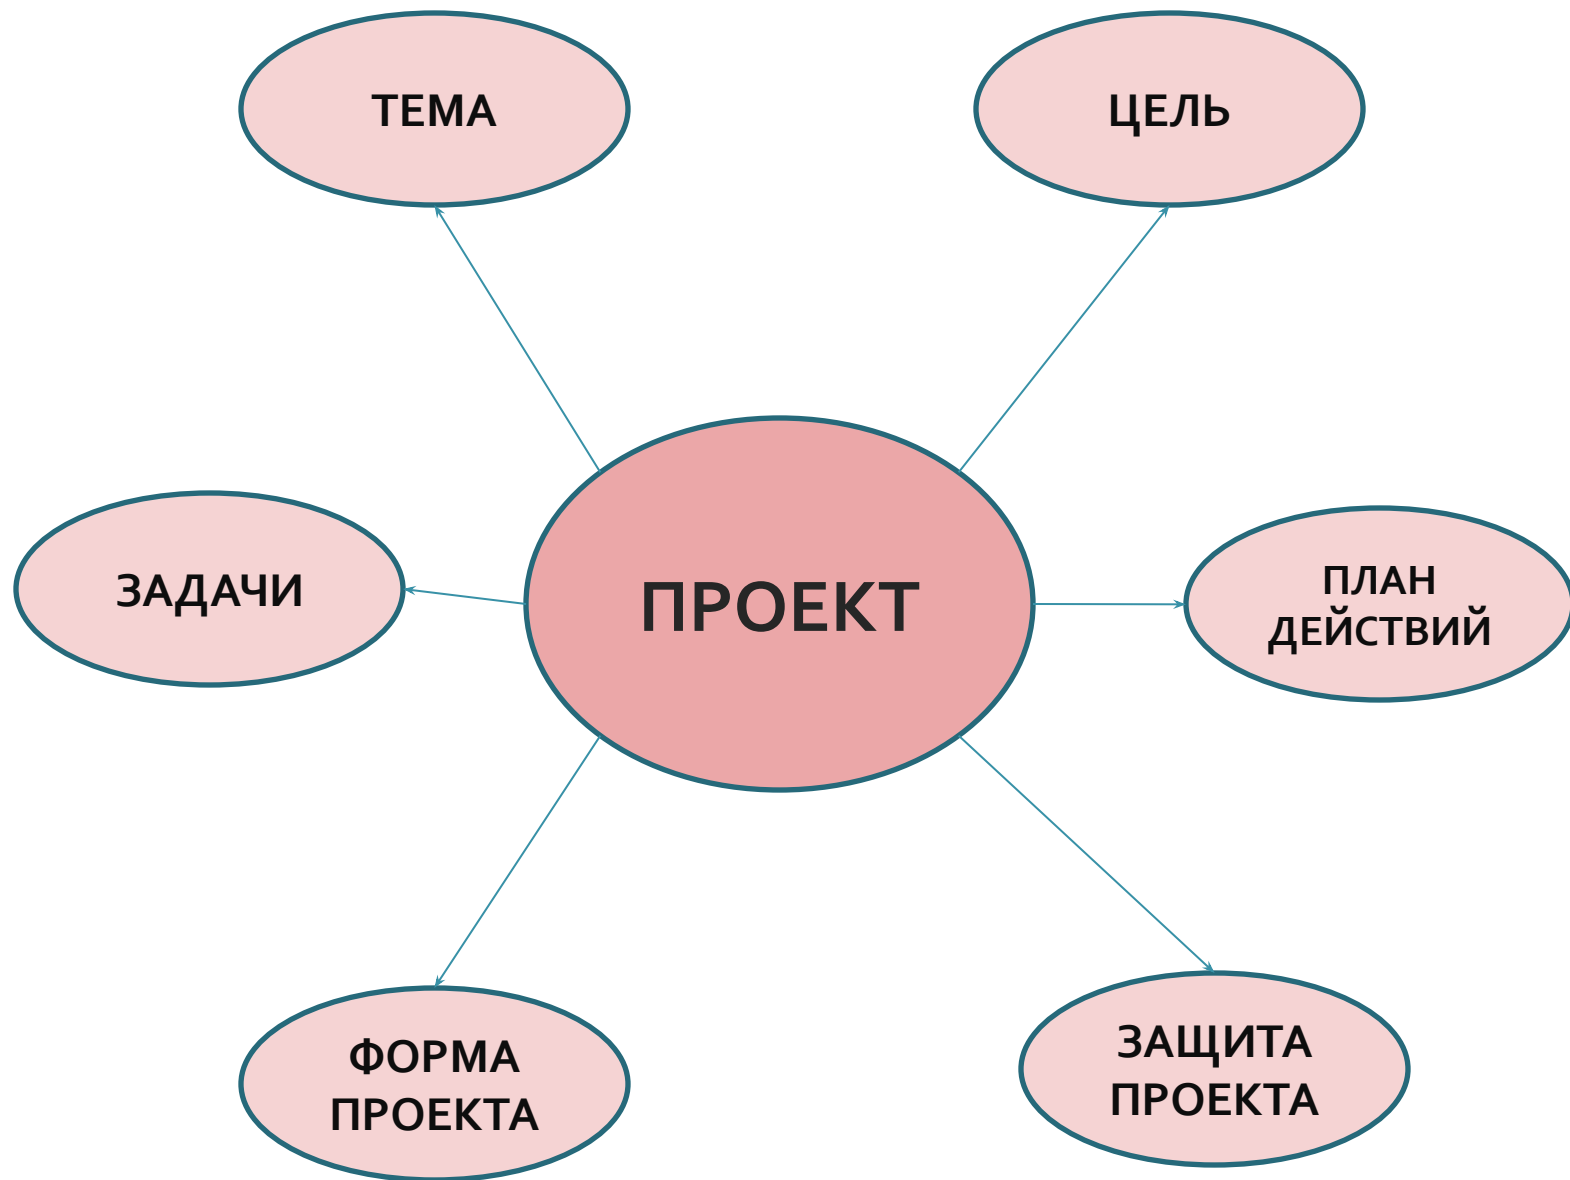 ТЕМА
ЦЕЛЬ
ЗАДАЧИ
ПРОЕКТ
ПЛАН
ДЕЙСТВИЙ
ФОРМА
ПРОЕКТА
ЗАЩИТА
ПРОЕКТА